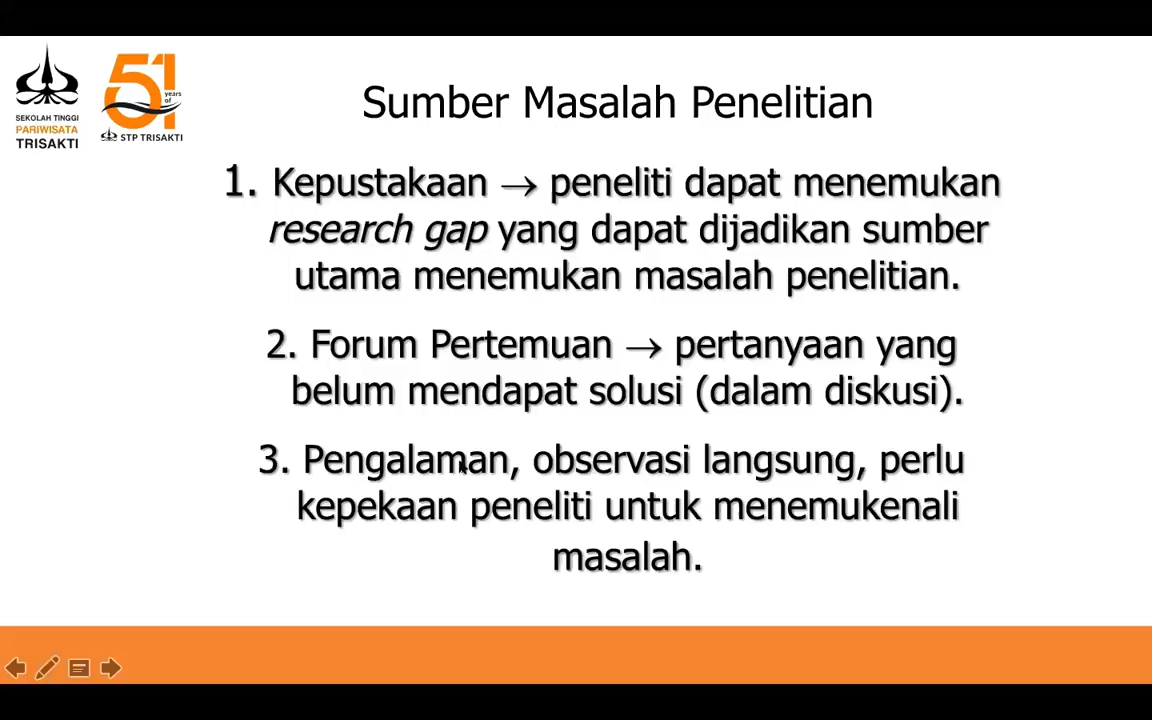 SEKOLAH TINGGI
PARIWISATA
TRISAKTI
51
years
of
STP TRISAKTI
Sumber Masalah Penelitian
1. Kepustakaan → peneliti dapat menemukan
research gap yang dapat dijadikan sumber
utama menemukan masalah penelitian.
2. Forum Pertemuan → pertanyaan yang
belum mendapat solusi (dalam diskusi).
3. Pengalaman, observasi langsung, perlu
kepekaan peneliti untuk menemukenali
masalah.